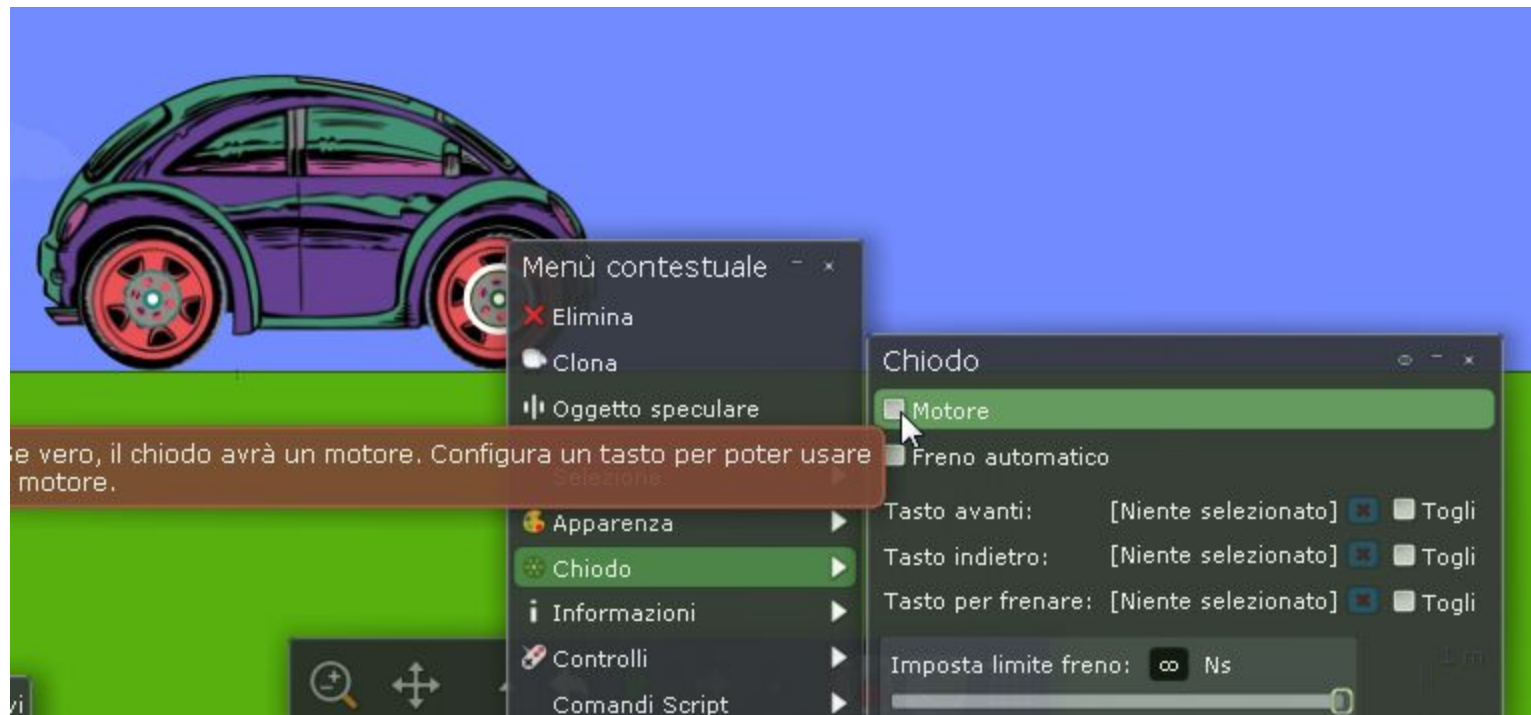 Menù contestuale
Elimina
Clona
Oggetto speculare
Selezione
Apparenza
Chiodo
Informazioni
Controlli
Comandi Script
Chiodo
Motore
Freno automatico
Tasto avanti: [Niente selezionato] Togli
Tasto indietro: [Niente selezionato] Togli
Tasto per frenare: [Niente selezionato] Togli
Imposta limite freno: ∞ Ns
vero, il chiodo avrà un motore. Configura un tasto per poter usare
motore.
1 m